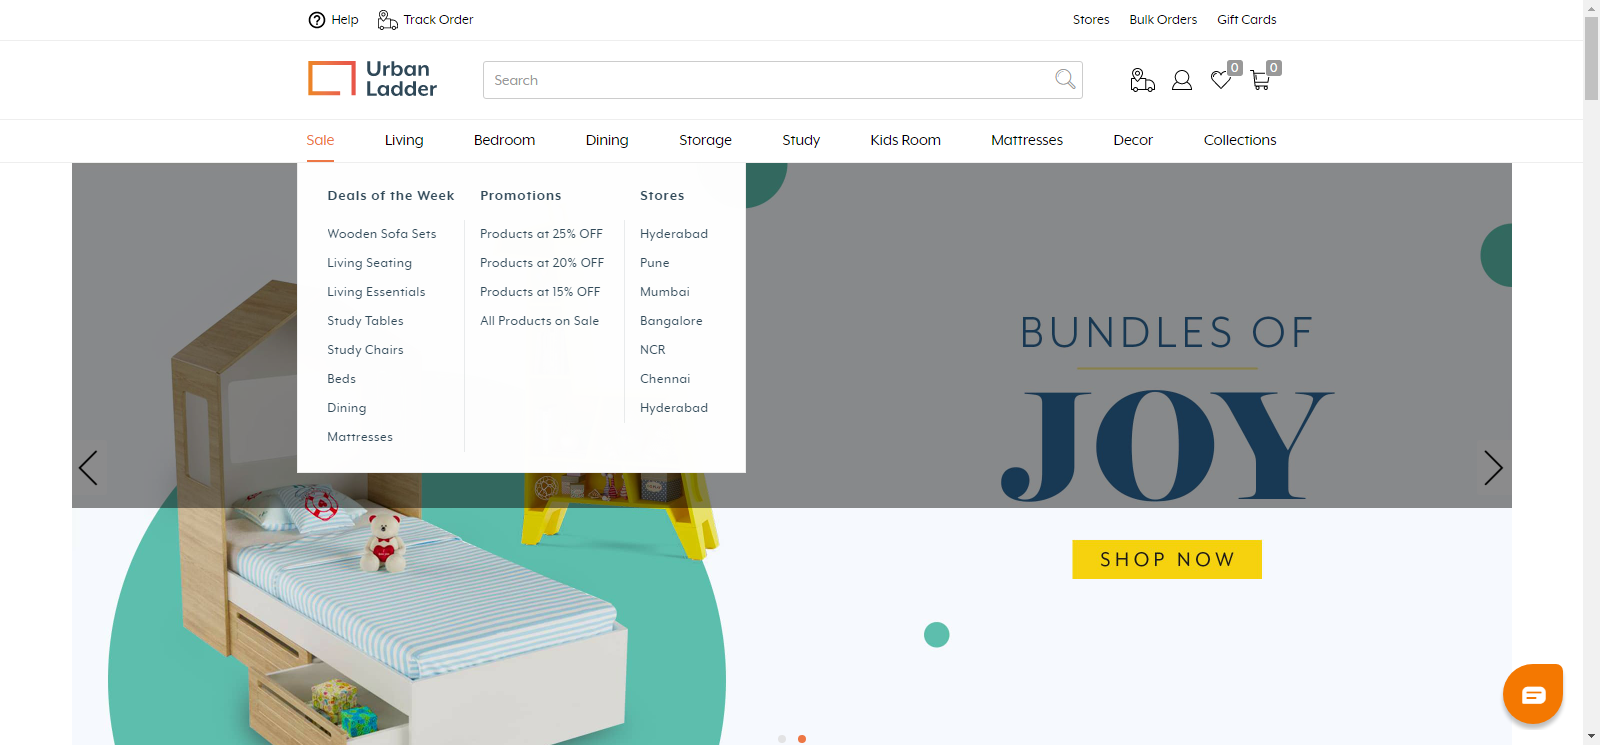 Help
Track Order
Stores
Bulk Orders
Gift Cards
Urban
Ladder
Search
0
0
Sale
Living
Bedroom
Dining
Storage
Study
Kids Room
Mattresses
Decor
Collections
Deals of the Week
Wooden Sofa Sets
Living Seating
Living Essentials
Study Tables
Study Chairs
Beds
Dining
Mattresses
Promotions
Products at 25% OFF
Products at 20% OFF
Products at 15% OFF
All Products on Sale
Stores
Hyderabad
Pune
Mumbai
Bangalore
NCR
Chennai
Hyderabad
BUNDLES OF
JOY
SHOP NOW